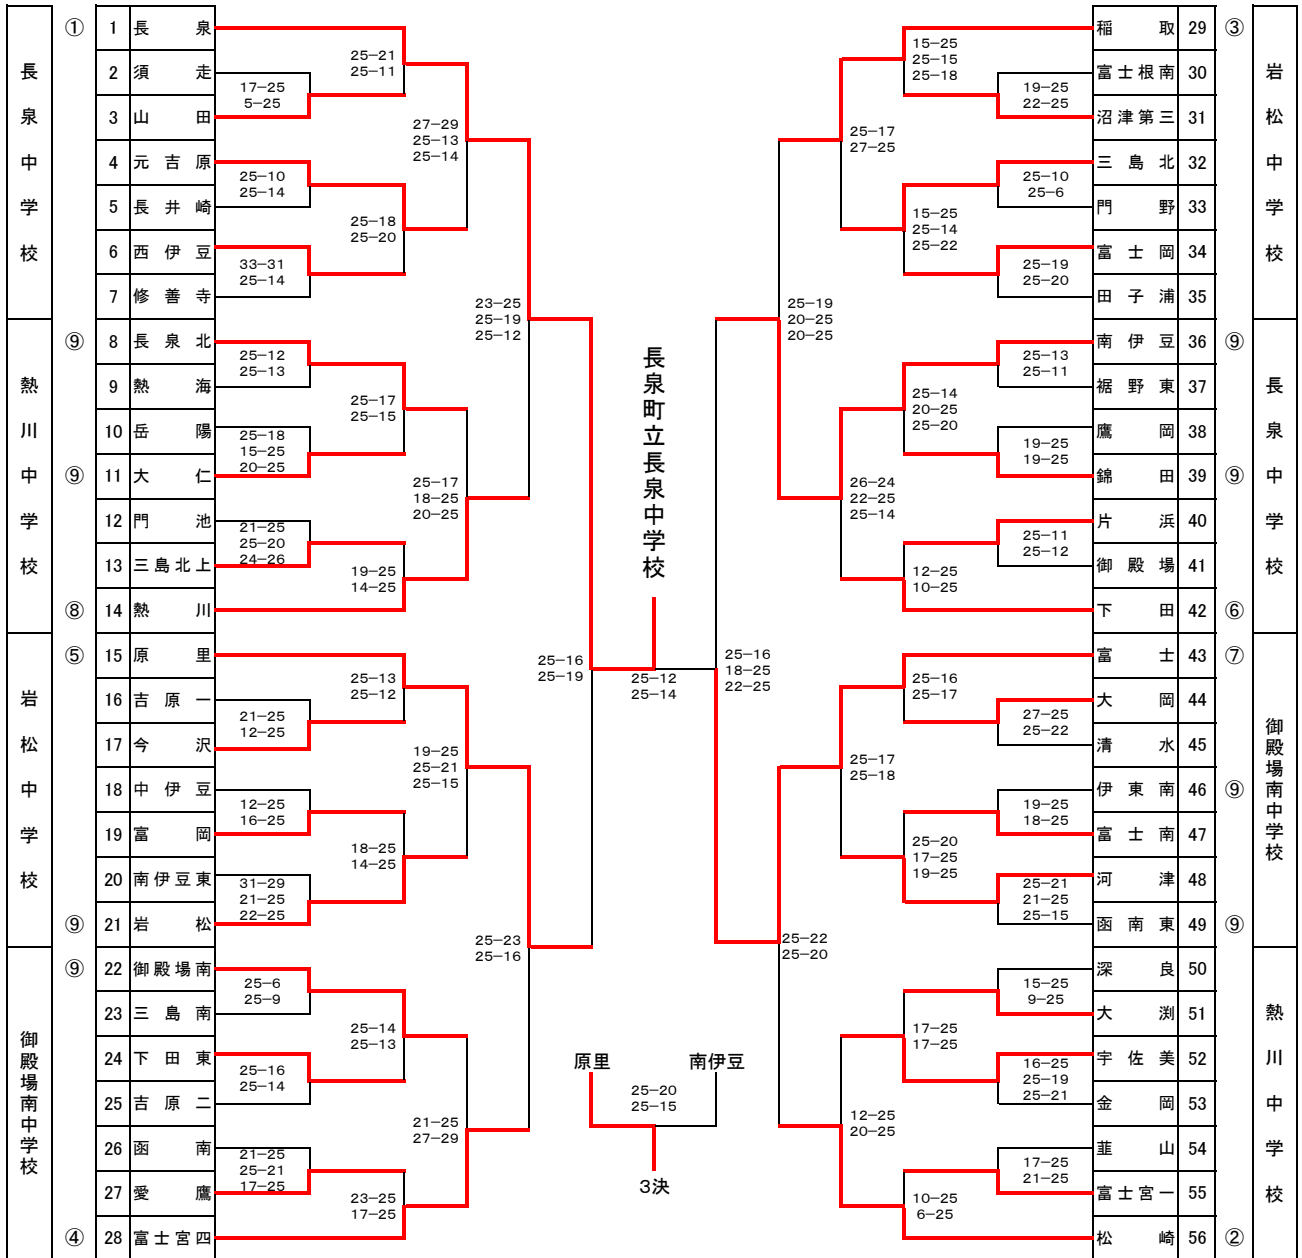 長泉中学校
① 1 長泉
2 須走
3 山田
4 元吉原
5 長井崎
6 西伊豆
7 修善寺
熱川中学校
⑨ 8 長泉北
9 熱海
10 岳陽
⑨ 11 大仁
12 門池
13 三島北上
⑧ 14 熱川
岩松中学校
⑤ 15 原里
16 吉原一
17 今沢
18 中伊豆
19 富岡
20 南伊豆東
⑨ 21 岩松
御殿場南中学校
⑨ 22 御殿場南
23 三島南
24 下田東
25 吉原二
26 函南
27 愛鷹
④ 28 富士宮四
17-25
5-25
25-10
25-14
33-31
25-14
25-12
25-13
25-18
15-25
20-25
21-25
25-20
24-26
21-25
12-25
12-25
16-25
31-29
21-25
22-25
25-6
25-9
25-16
25-14
21-25
25-21
17-25
25-21
25-11
25-18
25-20
25-17
25-15
19-25
14-25
25-13
25-12
18-25
14-25
25-14
25-13
23-25
17-25
27-29
25-13
25-14
25-17
18-25
20-25
19-25
25-21
25-15
21-25
27-29
23-25
25-19
25-12
25-23
25-16
25-16
25-19
長泉町立長泉中学校
25-12
25-14
原里 南伊豆
25-20
25-15
3決
25-16
18-25
22-25
25-19
20-25
20-25
25-22
25-20
25-17
27-25
26-24
22-25
25-14
25-17
25-18
12-25
20-25
15-25
25-15
25-18
15-25
25-14
25-22
25-14
20-25
25-20
12-25
10-25
25-16
25-17
25-20
17-25
19-25
17-25
17-25
10-25
6-25
19-25
22-25
25-10
25-6
25-19
25-20
25-13
25-11
19-25
19-25
25-11
25-12
27-25
25-22
19-25
18-25
25-21
21-25
25-15
15-25
9-25
16-25
25-19
25-21
17-25
21-25
稲取 29 ③
富士根南 30
沼津第三 31
三島北 32
門野 33
富士岡 34
田子浦 35
岩松中学校
南伊豆 36 ⑨
裾野東 37
鷹岡 38
錦田 39 ⑨
片浜 40
御殿場 41
下田 42 ⑥
長泉中学校
富士 43 ⑦
大岡 44
清水 45
伊東南 46 ⑨
富士南 47
河津 48
函南東 49 ⑨
御殿場南中学校
深良 50
大渕 51
宇佐美 52
金岡 53
韮山 54
富士宮一 55
松崎 56 ②
熱川中学校